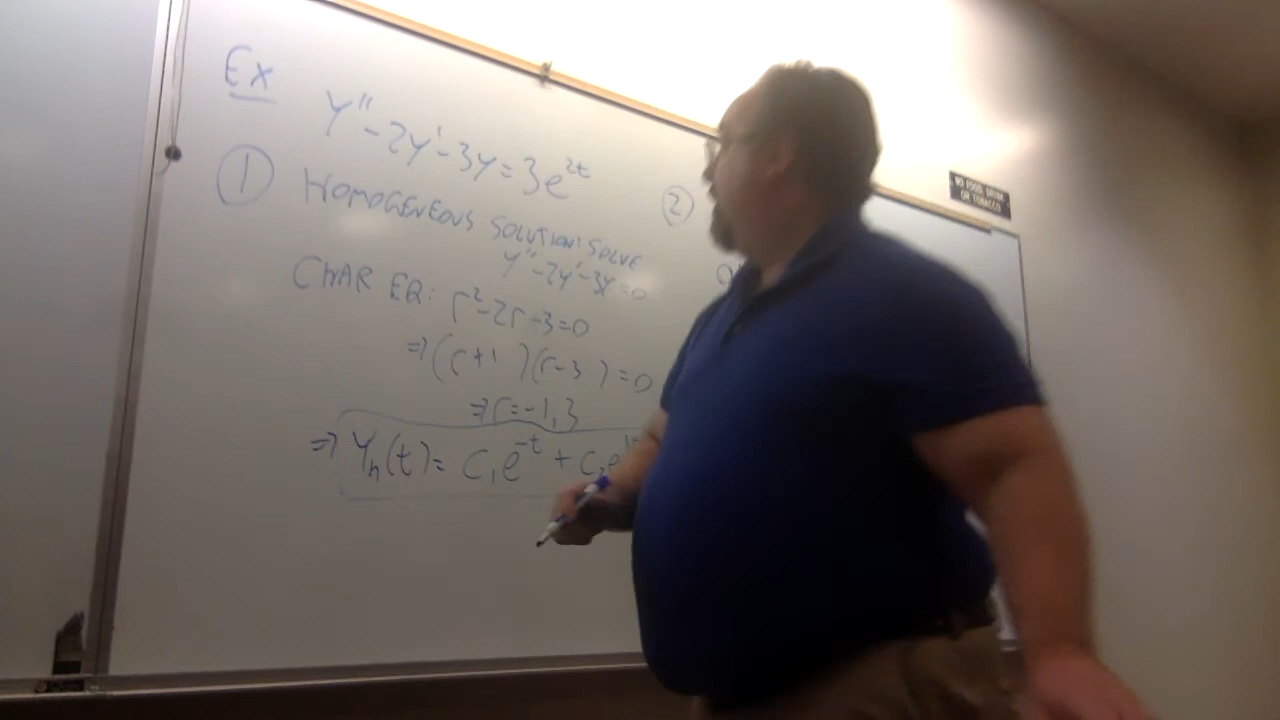 Ex
y'' - 2y' - 3y = 3e^{2t}
① HOMOGENEOUS SOLUTION: SOLVE
y'' - 2y' - 3y = 0
CHAR EQ: r² - 2r - 3 = 0
⇒ (r + 1 )(r - 3 ) = 0
⇒ r = -1, 3
⇒ y_h(t) = c₁e^{-t} + c₂e
②
NO FOOD, DRINK
OR TOBACCO